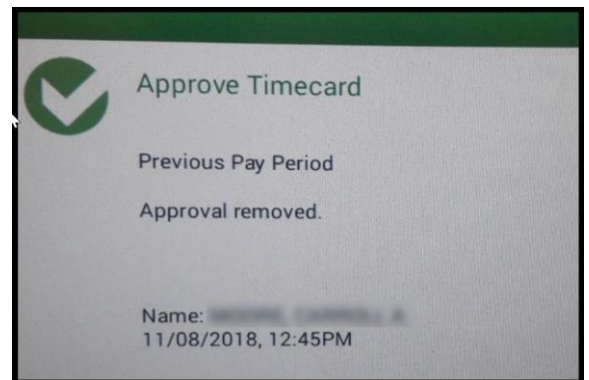 Approve Timecard
Previous Pay Period
Approval removed.
Name:
11/08/2018, 12:45PM